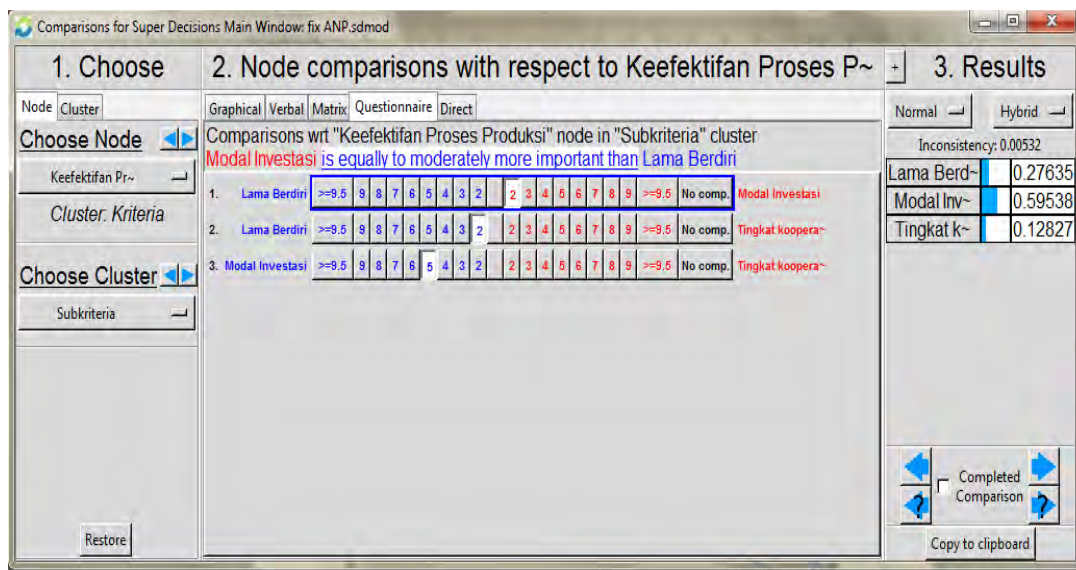 Comparisons for Super Decisions Main Window: fix ANP.sdmod
1. Choose
2. Node comparisons with respect to Keefektifan Proses P~
+
3. Results
Node Cluster
Graphical Verbal Matrix Questionnaire Direct
Normal Hybrid
Choose Node
Comparisons wrt "Keefektifan Proses Produksi" node in "Subkriteria" cluster
Modal Investasi is equally to moderately more important than Lama Berdiri
Inconsistency: 0.00532
Keefektifan Pr~
Cluster: Kriteria
1. Lama Berdiri >=9.5 9 8 7 6 5 4 3 2 2 3 4 5 6 7 8 9 >=9.5 No comp. Modal Investasi
2. Lama Berdiri >=9.5 9 8 7 6 5 4 3 2 2 3 4 5 6 7 8 9 >=9.5 No comp. Tingkat koopera~
3. Modal Investasi >=9.5 9 8 7 6 5 4 3 2 2 3 4 5 6 7 8 9 >=9.5 No comp. Tingkat koopera~
Lama Berd~ 0.27635
Modal Inv~ 0.59538
Tingkat k~ 0.12827
Choose Cluster
Subkriteria
Restore
Completed
Comparison
? ?
Copy to clipboard